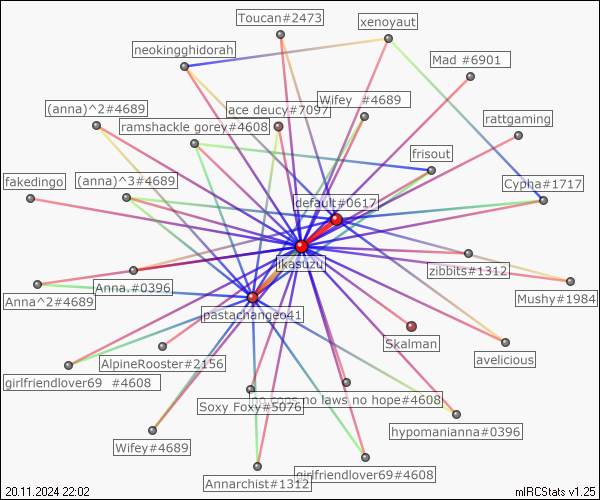 Toucan#2473
xenoyaut
neokingghidorah
Mad #6901
Wifey  #4689
(anna)^2#4689
ace deucy#7097
rattgaming
ramshackle gorey#4608
frisout
fakedingo
(anna)^3#4689
Cypha#1717
default#0617
jkasuzu
zibbits#1312
Anna.#0396
Mushy#1984
Anna^2#4689
pastachangeo41
Skalman
avelicious
AlpineRooster#2156
girlfriendlover69  #4608
no cops no laws no hope#4608
Soxy Foxy#5076
hypomanianna#0396
Wifey#4689
girlfriendlover69#4608
Annarchist#1312
20.11.2024 22:02
mIRCStats v1.25